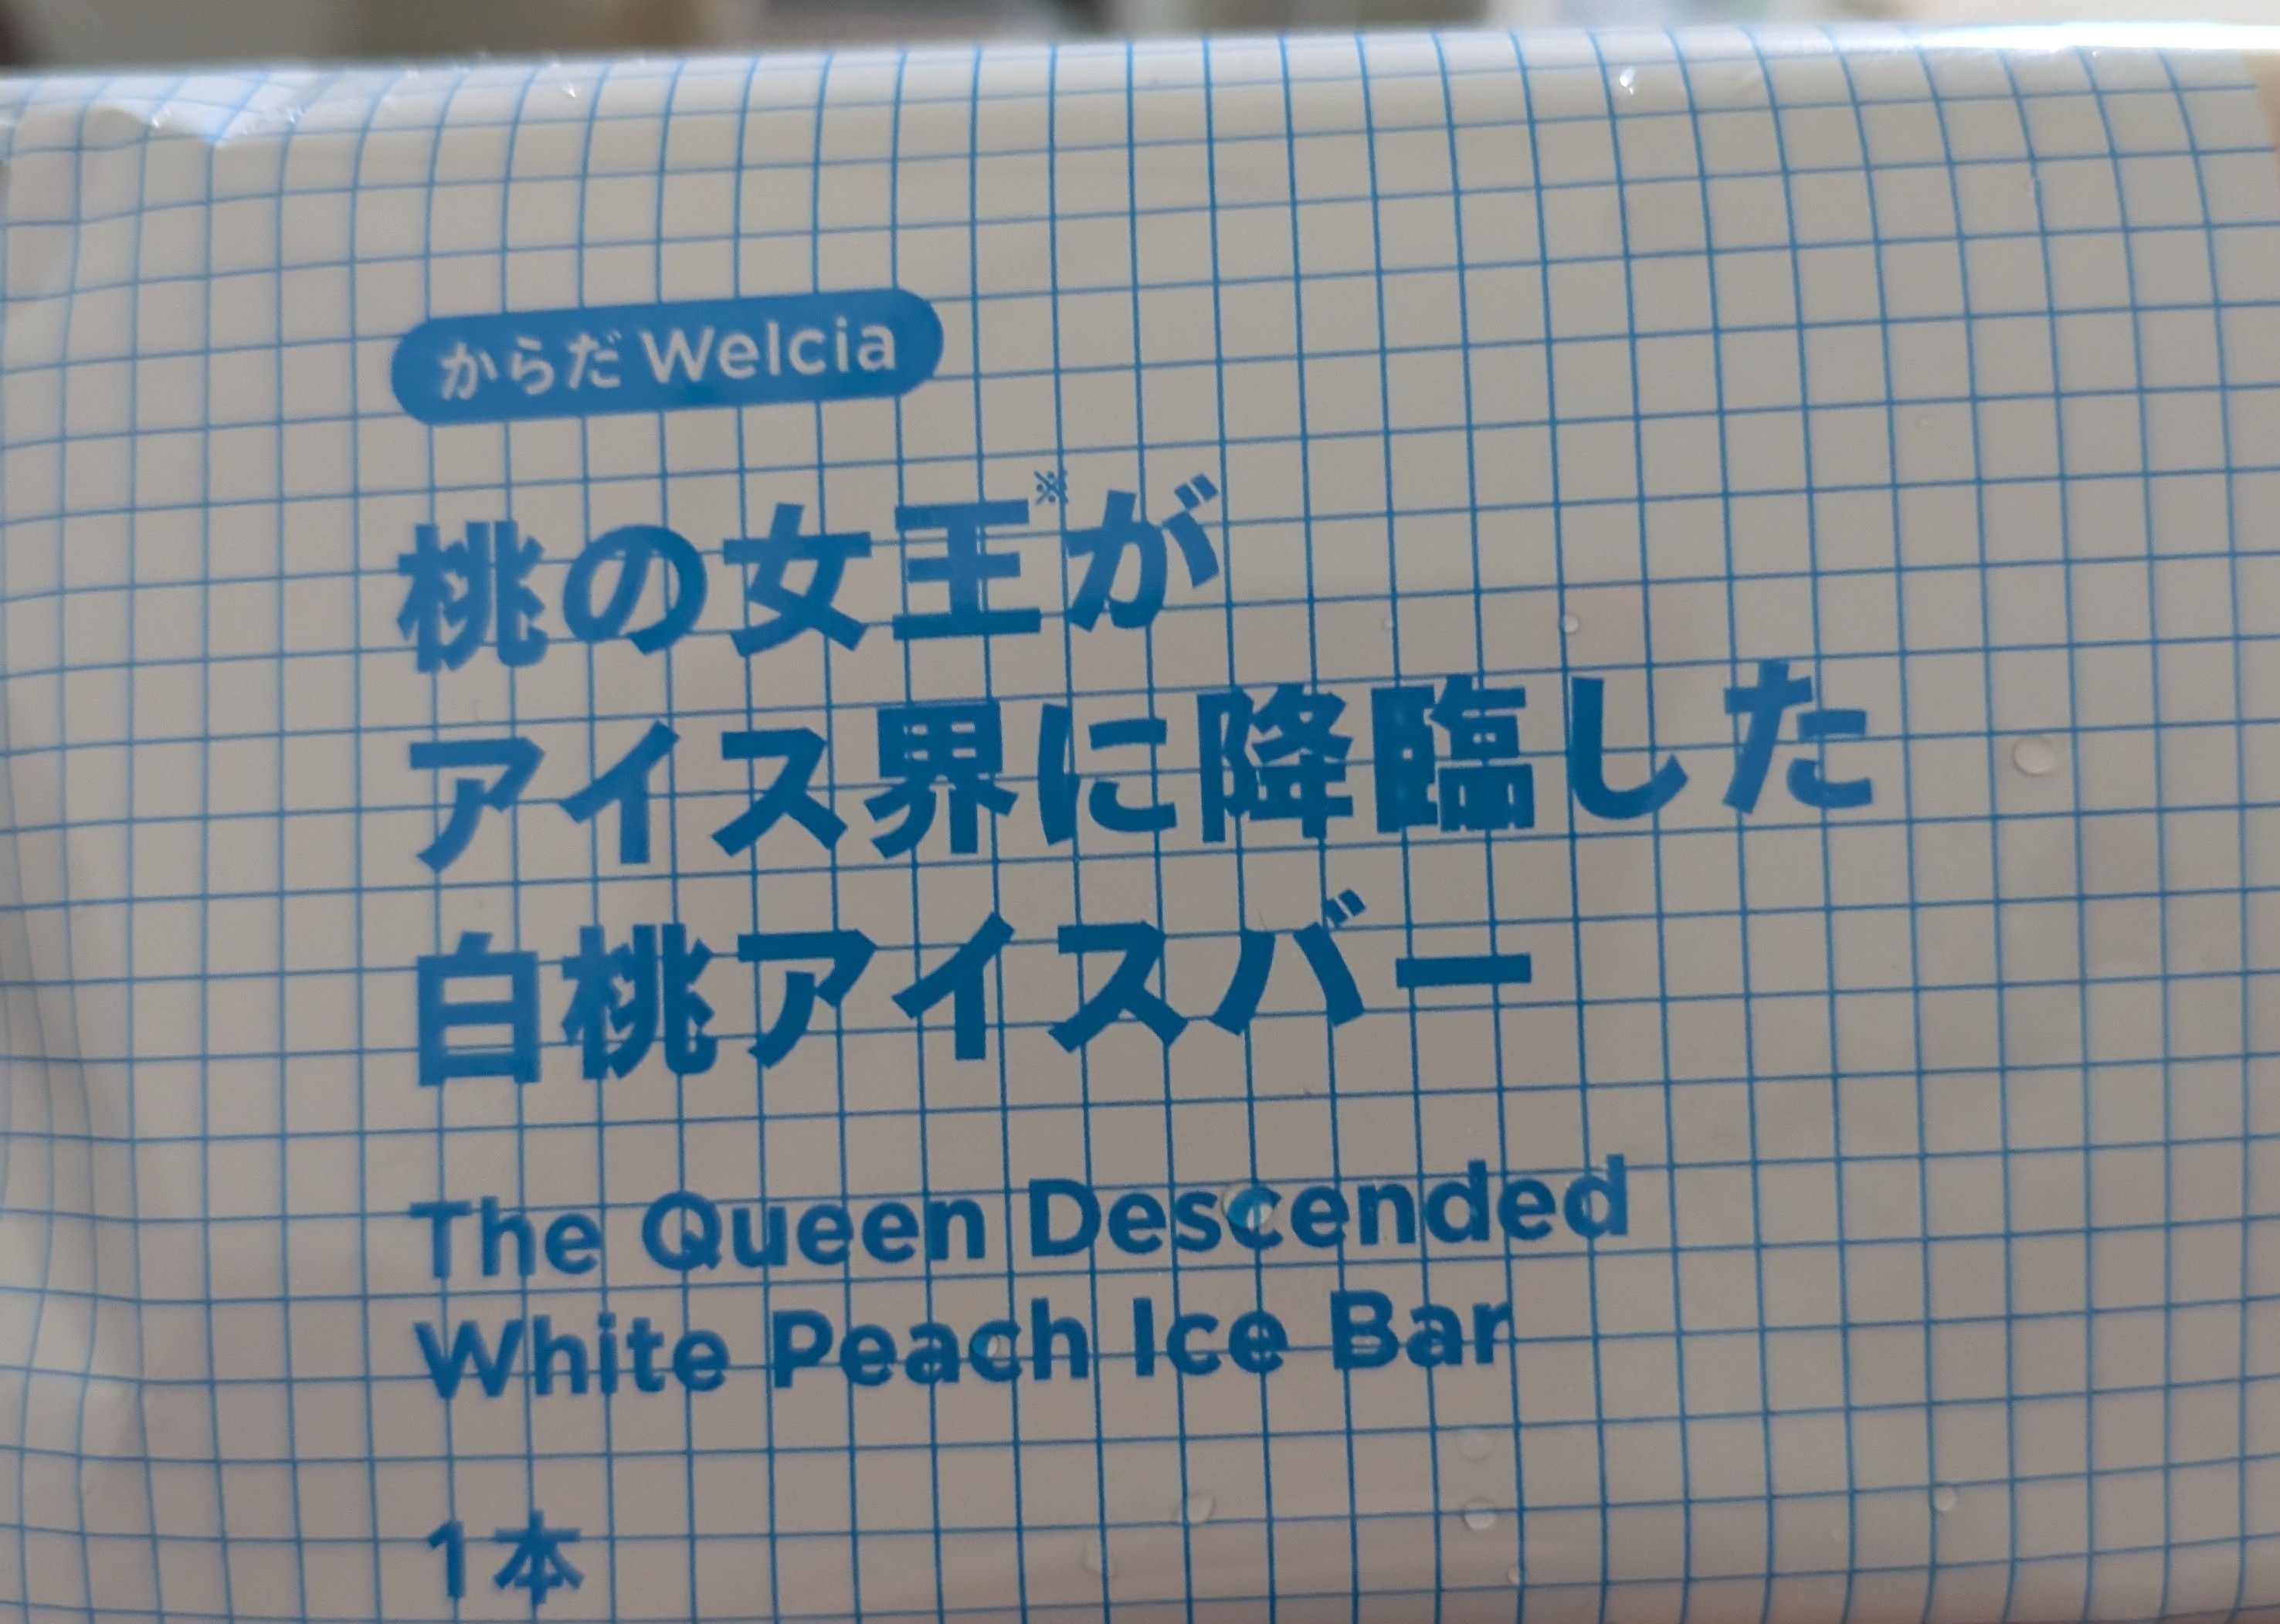 からだWelcia
桃の女王※が
アイス界に降臨した
白桃アイスバー
The Queen Descended
White Peach Ice Bar
1本